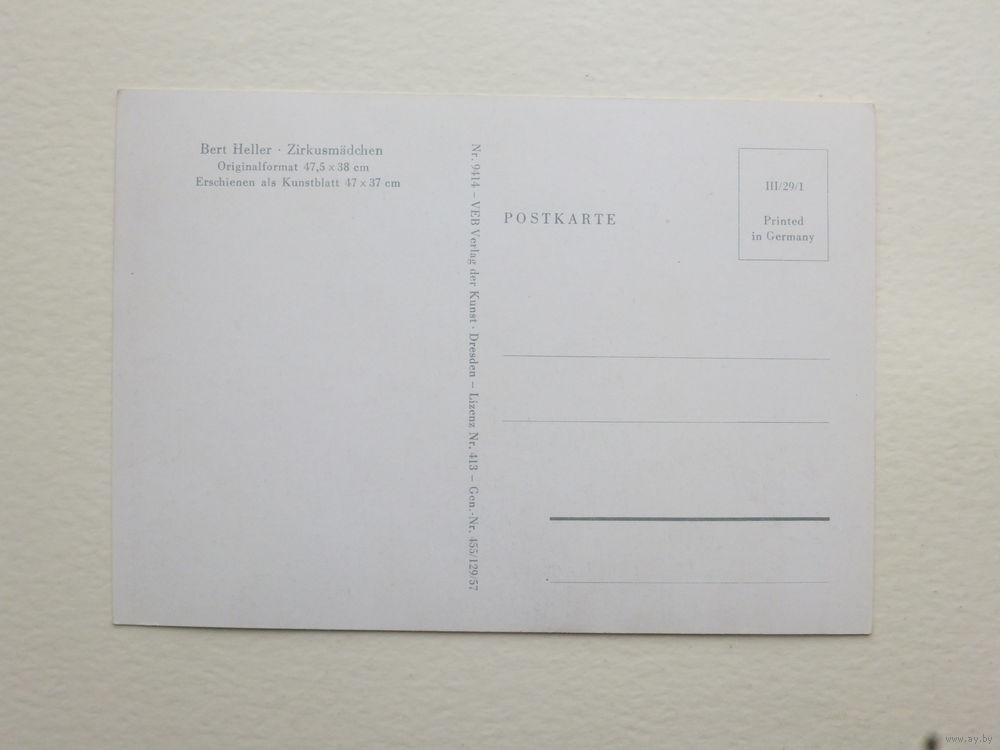 Bert Heller · Zirkusmädchen
Originalformat 47,5 × 38 cm
Erschienen als Kunstblatt 47 × 37 cm
Nr. 9414 – VEB Verlag der Kunst · Dresden – Lizenz Nr. 413 – Gen.-Nr. 455/129/57
POSTKARTE
III/29/1
Printed
in Germany
www.ay.by